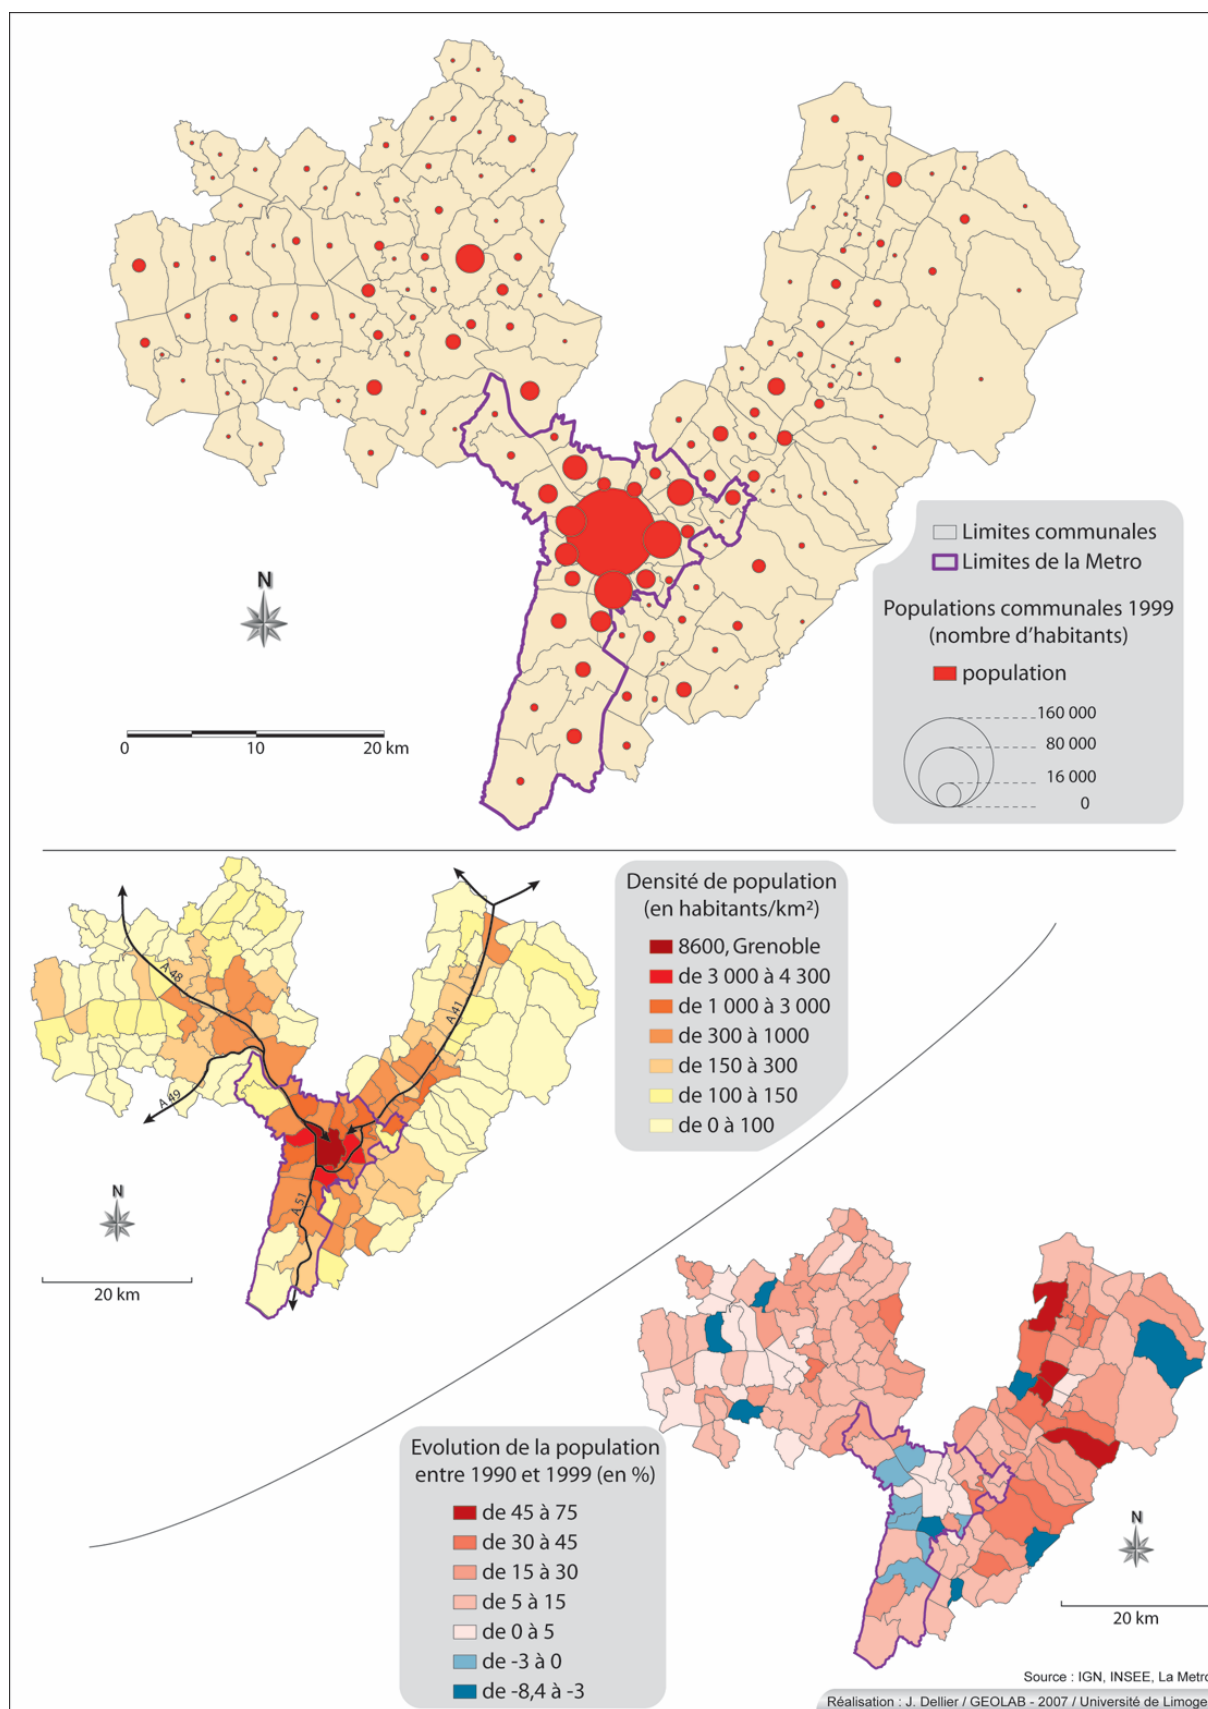 Limites communales
Limites de la Metro
Populations communales 1999
(nombre d'habitants)
population
160 000
80 000
16 000
0
N
0 10 20 km
Densité de population
(en habitants/km²)
8600, Grenoble
de 3 000 à 4 300
de 1 000 à 3 000
de 300 à 1000
de 150 à 300
de 100 à 150
de 0 à 100
A 48
A 41
A 49
A 51
N
20 km
Evolution de la population
entre 1990 et 1999 (en %)
de 45 à 75
de 30 à 45
de 15 à 30
de 5 à 15
de 0 à 5
de -3 à 0
de -8,4 à -3
N
20 km
Source : IGN, INSEE, La Metro
Réalisation : J. Dellier / GEOLAB - 2007 / Université de Limoge